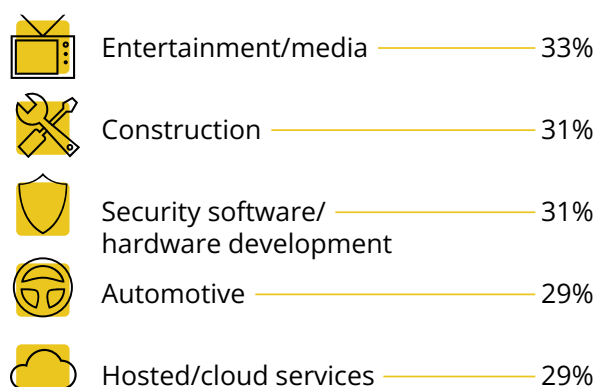 Entertainment/media 33%
Construction 31%
Security software/ 31%
hardware development
Automotive 29%
Hosted/cloud services 29%